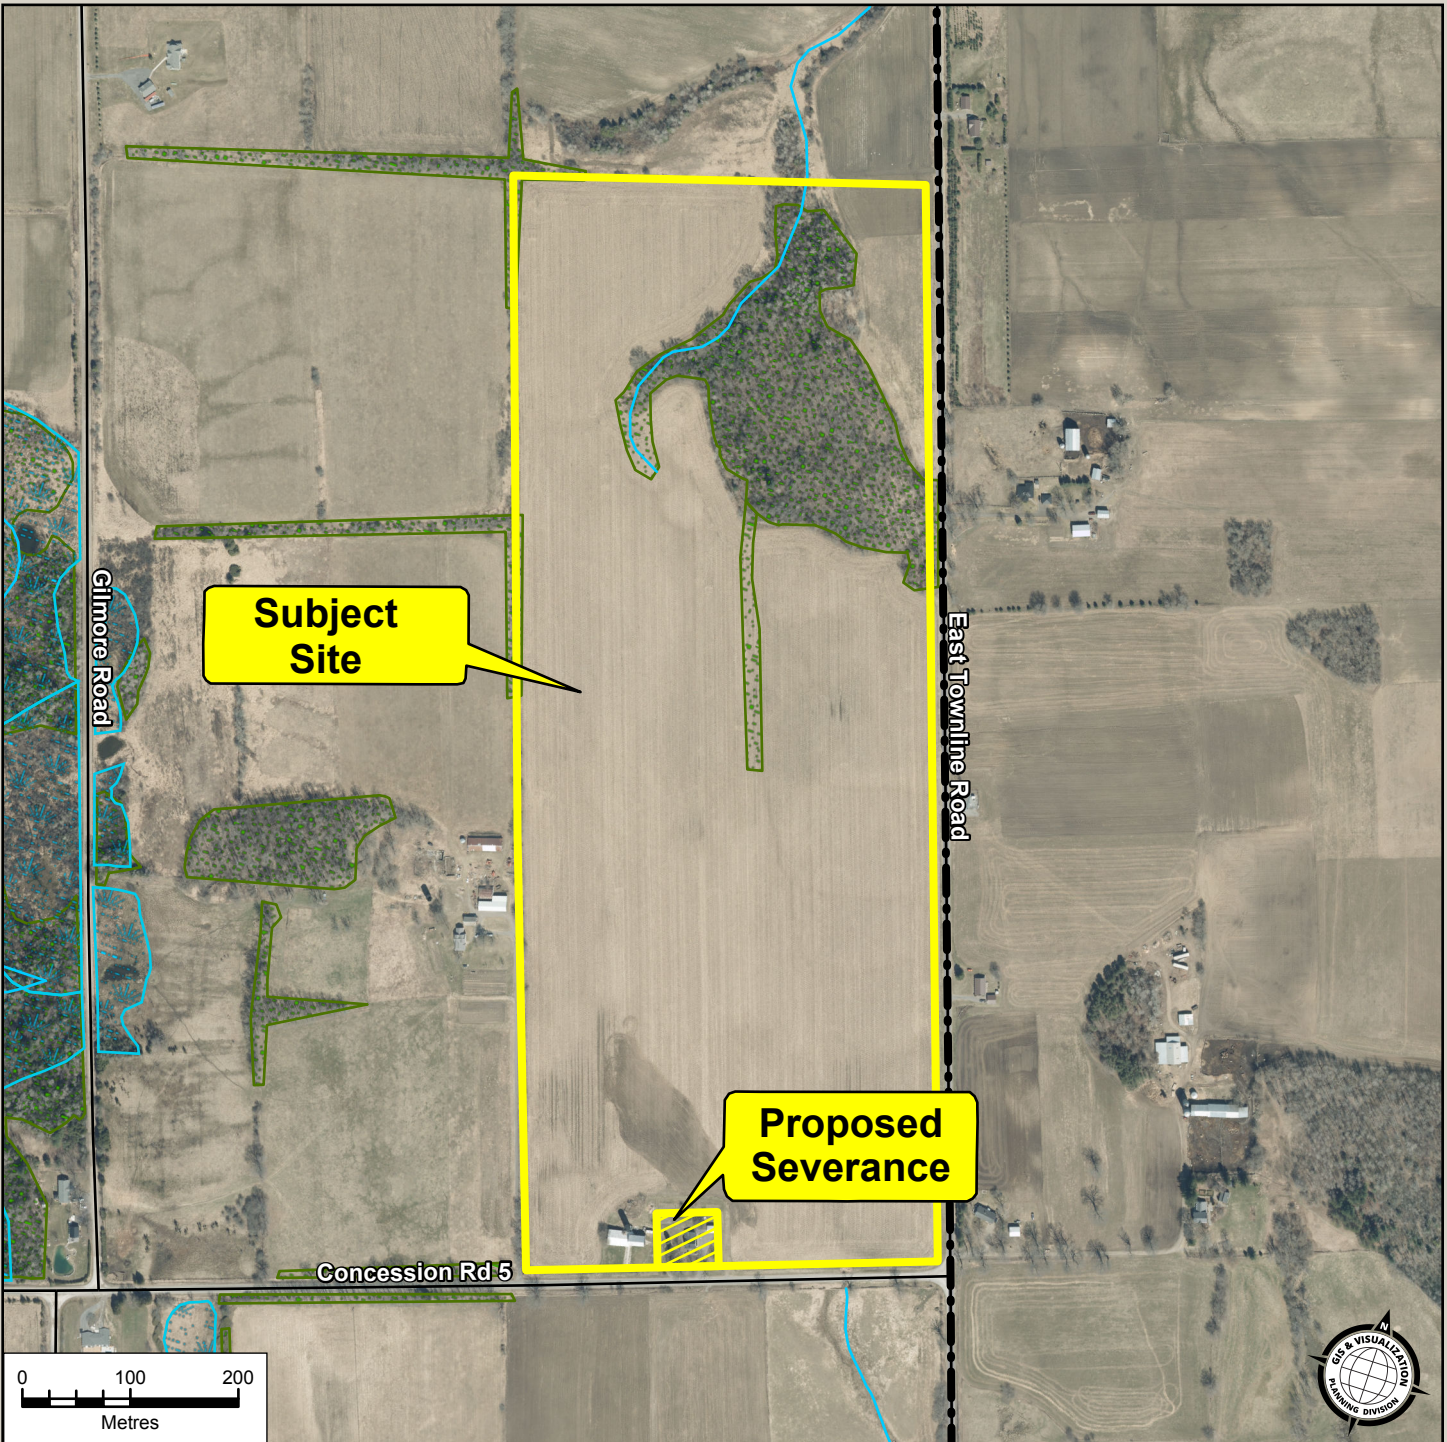 Gilmore Road
Subject
Site
East Townline Road
Proposed
Severance
Concession Rd 5
0 100 200
Metres
N
GIS & VISUALIZATION
PLANNING DIVISION